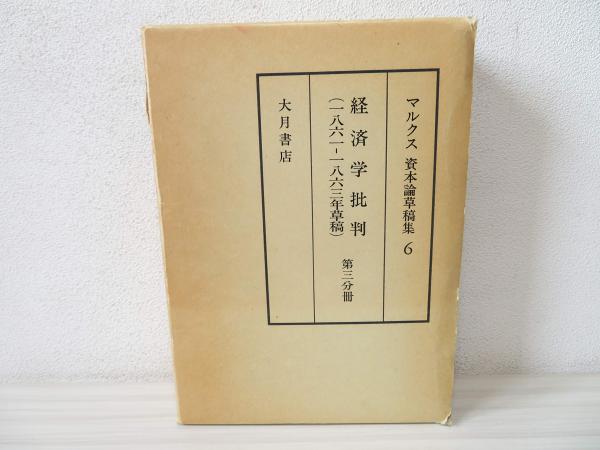 マルクス 資本論草稿集 6
経済学批判
(一八六一-一八六三年草稿) 第三分冊
大月書店